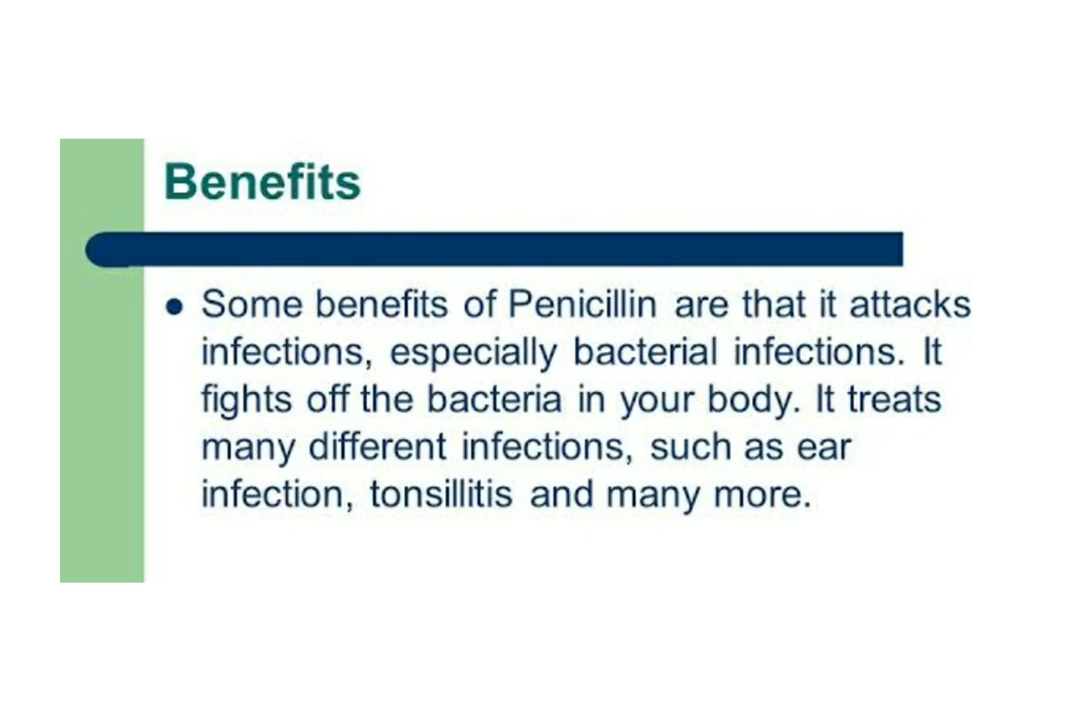 Benefits
● Some benefits of Penicillin are that it attacks
infections, especially bacterial infections. It
fights off the bacteria in your body. It treats
many different infections, such as ear
infection, tonsillitis and many more.